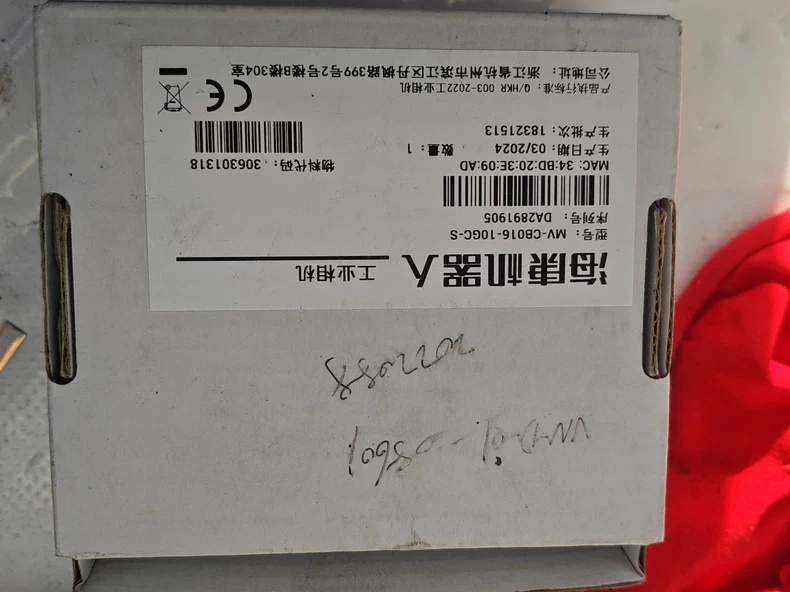 海康机器人 工业相机
型号: MV-CB016-10GC-S
序列号: DA2891905
MAC: 34:BD:20:3E:09:AD
生产日期: 03/2024 数量: 1
生产批次: 18321513
物料代码: 306301318
产品执行标准: Q/HKR 003-2022工业相机
公司地址: 浙江省杭州市滨江区丹枫路399号2号楼B楼304室
CE